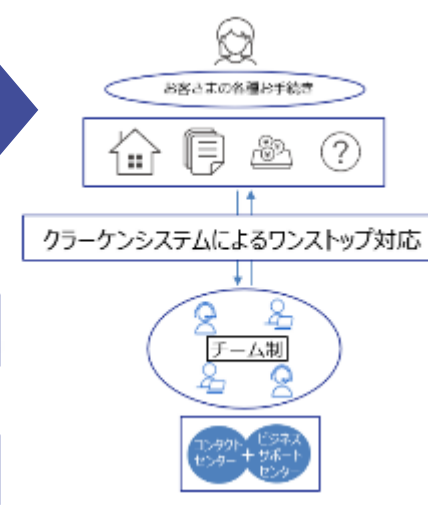 お客さまの各種お手続き
?
クラーケンシステムによるワンストップ対応
チーム制
コンタクト
センター
+
ビジネス
サポート
センター